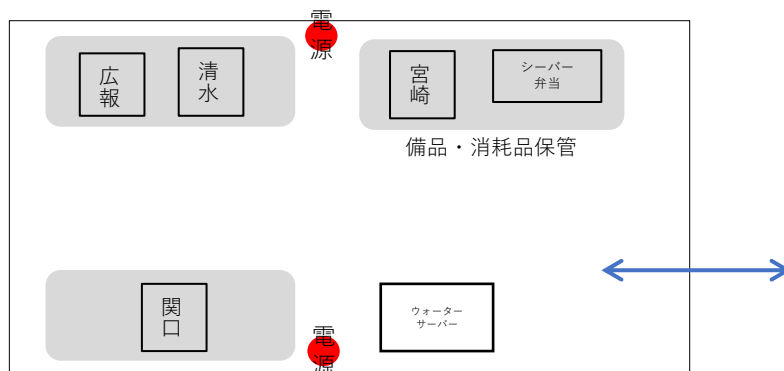 電源
広報
清水
宮崎
シーバー
弁当
備品・消耗品保管
関口
ウォーター
サーバー
電源